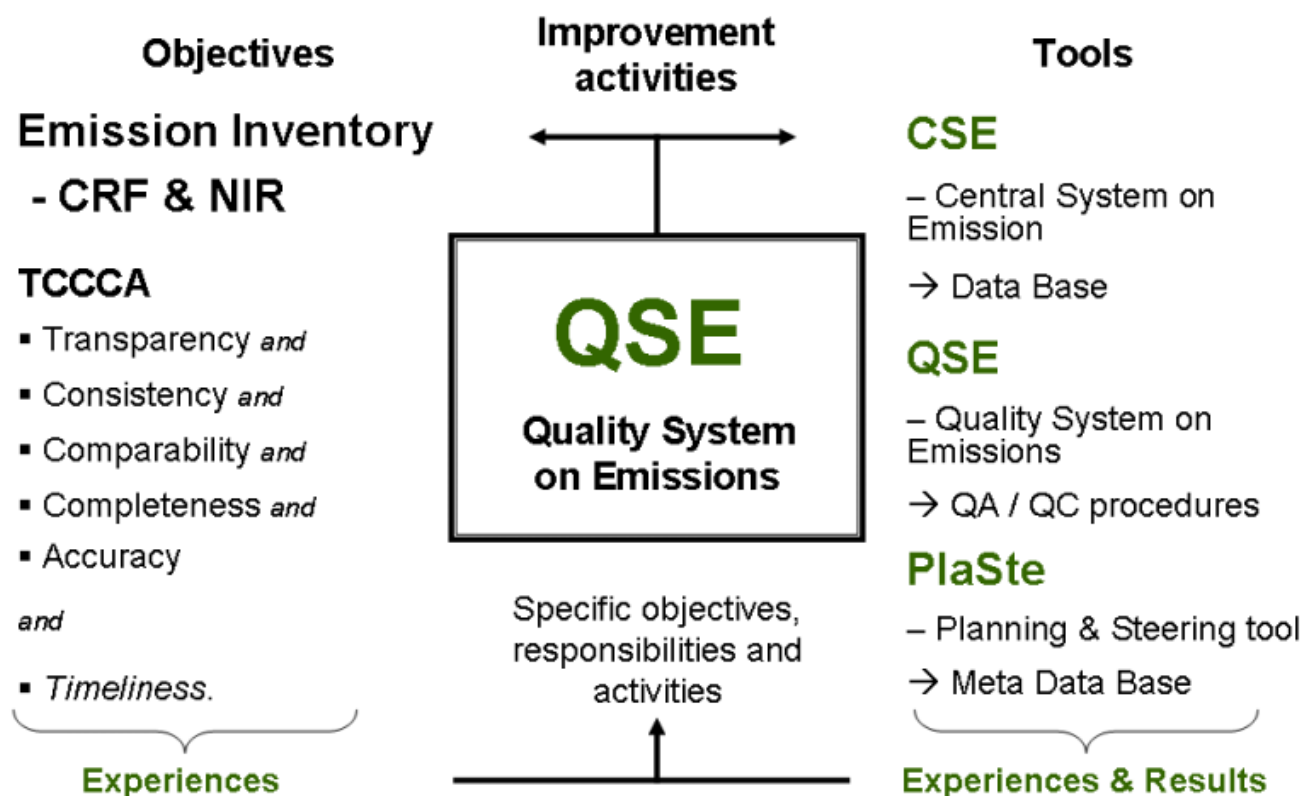 Objectives
Emission Inventory
- CRF & NIR
TCCCA
▪ Transparency and
▪ Consistency and
▪ Comparability and
▪ Completeness and
▪ Accuracy
and
▪ Timeliness.
Experiences
Improvement
activities
QSE
Quality System
on Emissions
Specific objectives,
responsibilities and
activities
Tools
CSE
– Central System on
Emission
→ Data Base
QSE
– Quality System on
Emissions
→ QA / QC procedures
PlaSte
– Planning & Steering tool
→ Meta Data Base
Experiences & Results